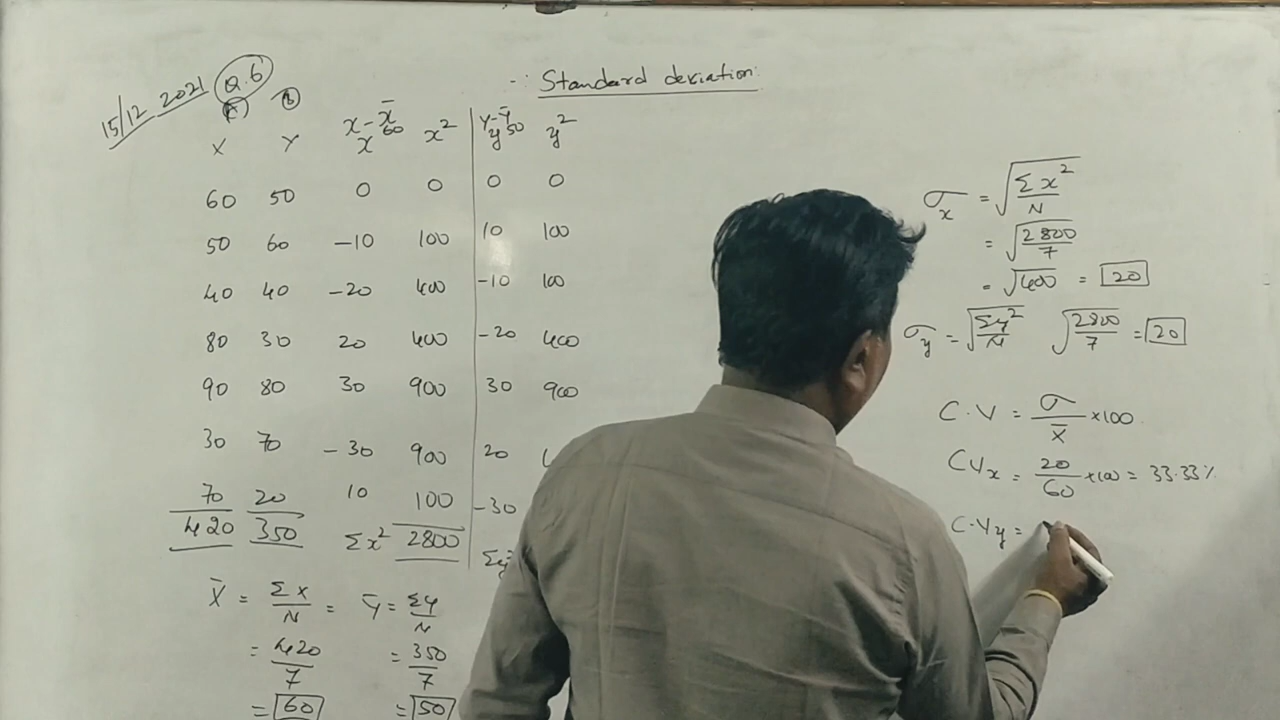 15/12 2021 Q.6
-: Standard deviation:
(A) (b) x-x̄ Y-Ȳ
X Y x 60 x² y 50 y²
60 50 0 0 0 0
50 60 -10 100 10 100
40 40 -20 400 -10 100
80 30 20 400 -20 400
90 80 30 900 30 900
30 70 -30 900 20
70 20 10 100 -30
420 350 Σx² 2800
X̄ = Σx/N = Ȳ = Σy/N
= 420/7 = 350/7
= 60 = 50
σx = √Σx²/N
= √2800/7
= √400 = 20
σy = √Σy²/N √2800/7 = 20
C.V = σ/x̄ ×100
CVx = 20/60 ×100 = 33.33%
C.Vy =